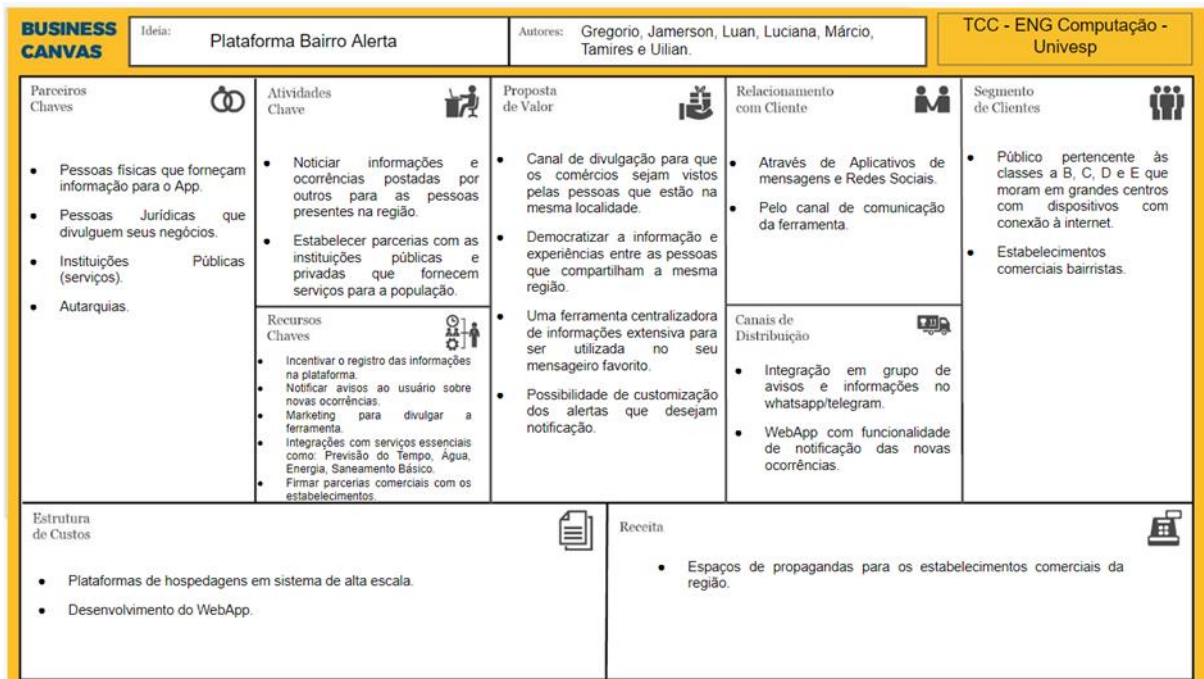 BUSINESS
CANVAS
Ideia:
Plataforma Bairro Alerta
Autores:
Gregorio, Jamerson, Luan, Luciana, Márcio,
Tamires e Uilian.
TCC - ENG Computação -
Univesp
Parceiros
Chaves
● Pessoas físicas que forneçam
informação para o App.
● Pessoas Jurídicas que
divulguem seus negócios.
● Instituições Públicas
(serviços).
● Autarquias.
Atividades
Chave
● Noticiar informações e
ocorrências postadas por
outros para as pessoas
presentes na região.
● Estabelecer parcerias com as
instituições públicas e
privadas que fornecem
serviços para a população.
Recursos
Chaves
● Incentivar o registro das informações
na plataforma.
● Notificar avisos ao usuário sobre
novas ocorrências.
● Marketing para divulgar a
ferramenta.
● Integrações com serviços essenciais
como: Previsão do Tempo, Água,
Energia, Saneamento Básico.
● Firmar parcerias comerciais com os
estabelecimentos.
Proposta
de Valor
● Canal de divulgação para que
os comércios sejam vistos
pelas pessoas que estão na
mesma localidade.
● Democratizar a informação e
experiências entre as pessoas
que compartilham a mesma
região.
● Uma ferramenta centralizadora
de informações extensiva para
ser utilizada no seu
mensageiro favorito.
● Possibilidade de customização
dos alertas que desejam
notificação.
Relacionamento
com Cliente
● Através de Aplicativos de
mensagens e Redes Sociais.
● Pelo canal de comunicação
da ferramenta.
Canais de
Distribuição
● Integração em grupo de
avisos e informações no
whatsapp/telegram.
● WebApp com funcionalidade
de notificação das novas
ocorrências.
Segmento
de Clientes
● Público pertencente às
classes a B, C, D e E que
moram em grandes centros
com dispositivos com
conexão à internet.
● Estabelecimentos
comerciais bairristas.
Estrutura
de Custos
● Plataformas de hospedagens em sistema de alta escala.
● Desenvolvimento do WebApp.
Receita
● Espaços de propagandas para os estabelecimentos comerciais da
região.